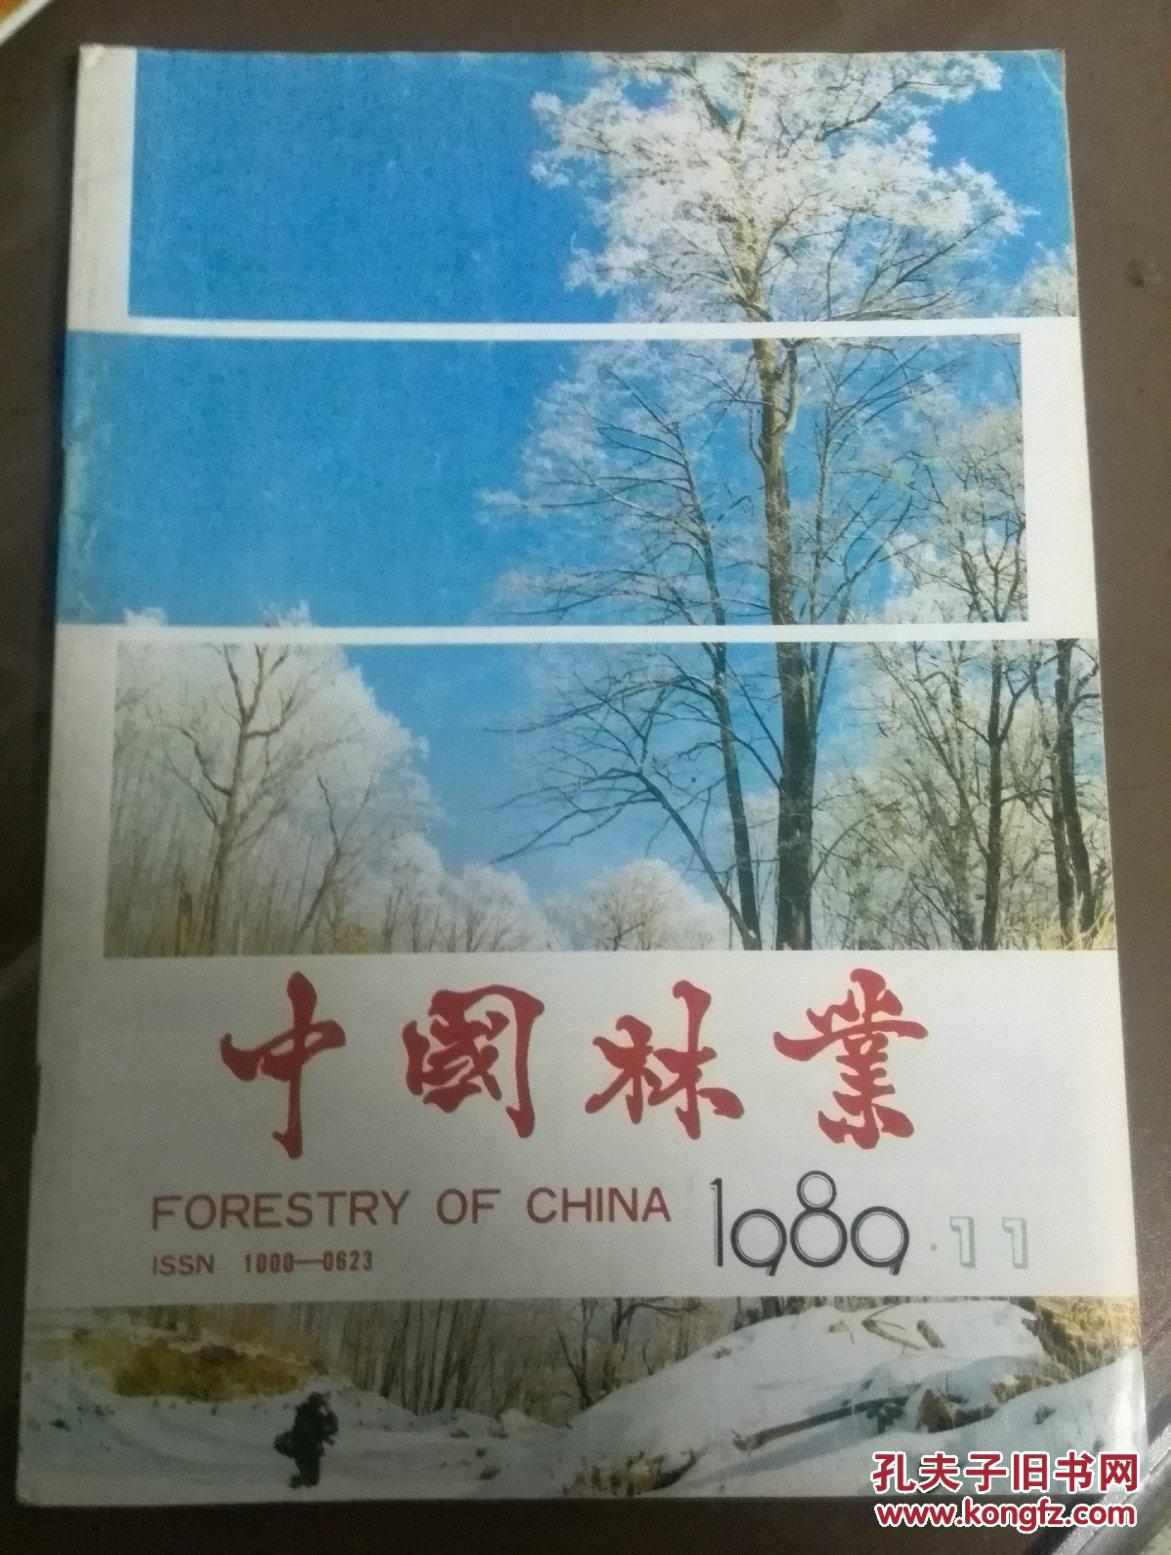 中國林業
FORESTRY OF CHINA 1989·11
ISSN 1000—0623
孔夫子旧书网
www.kongfz.com